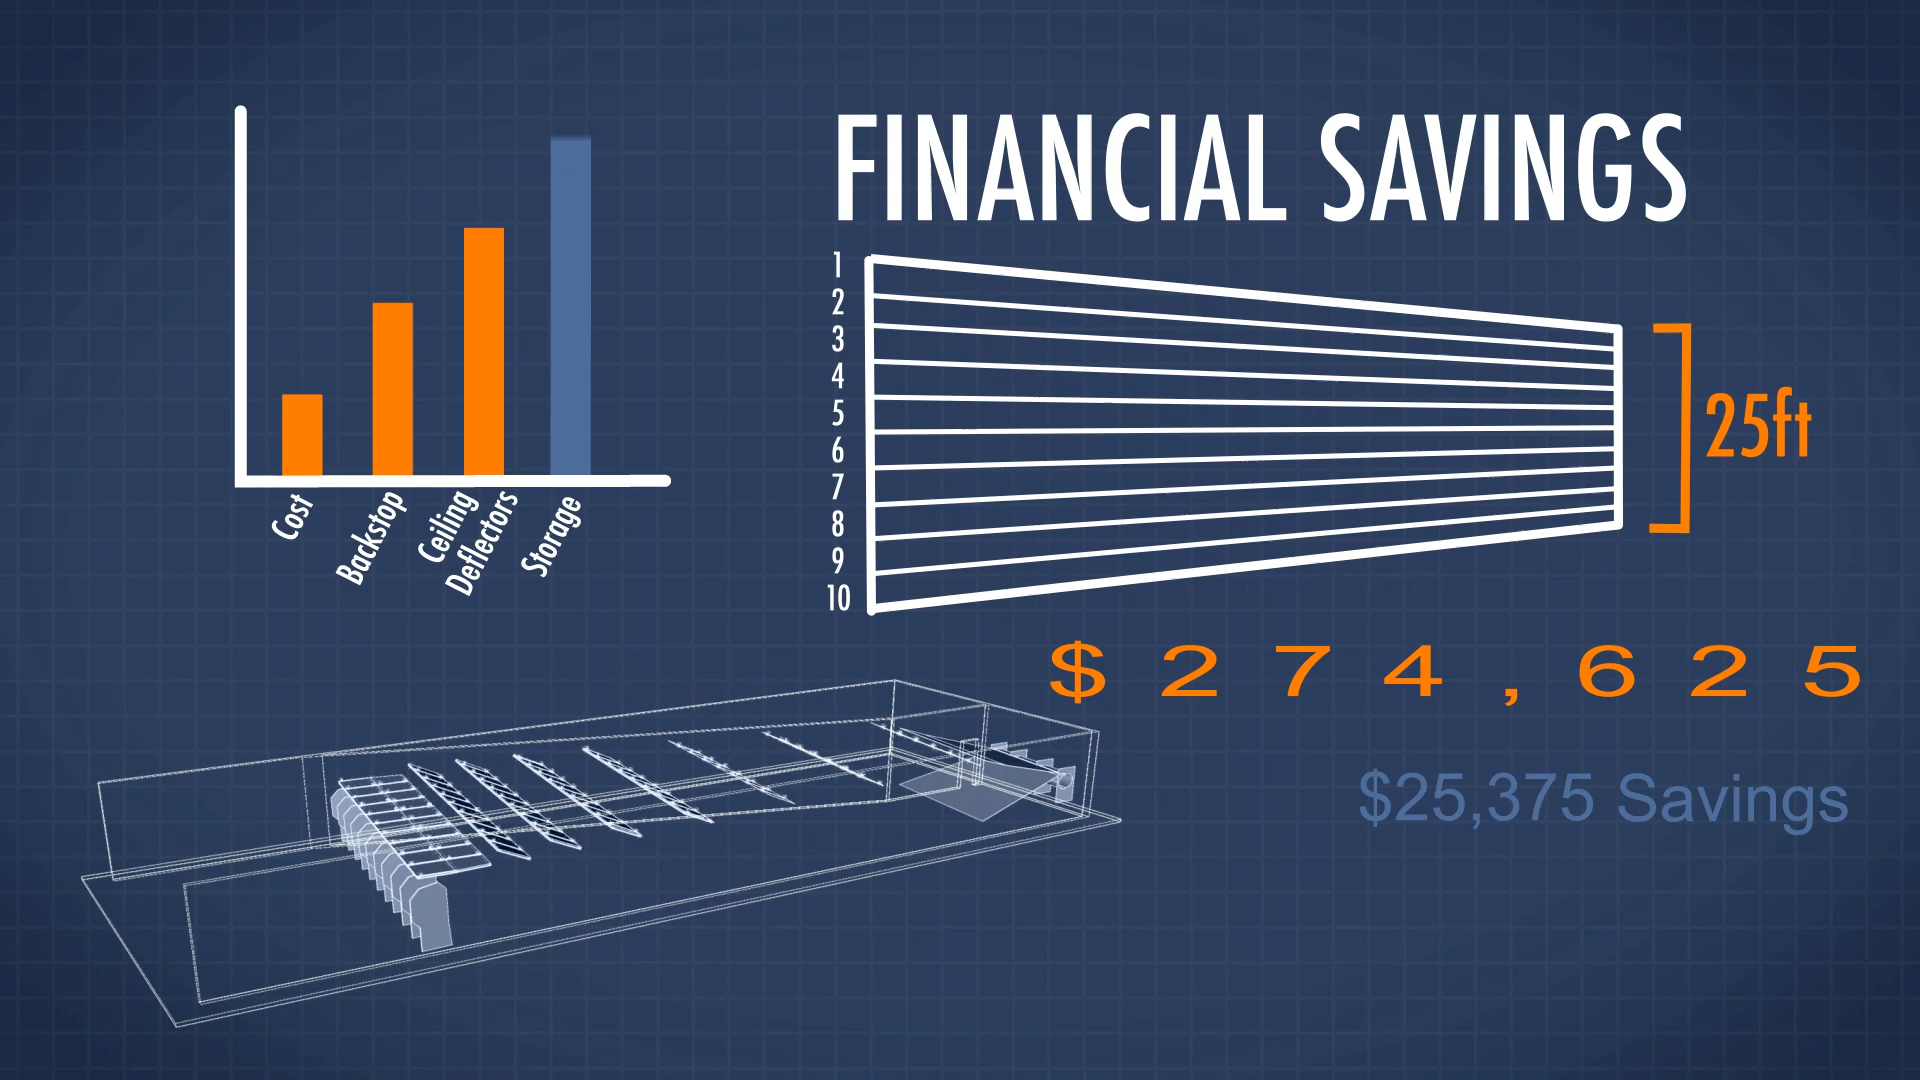 FINANCIAL SAVINGS
Cost
Backstop
Ceiling
Deflectors
Storage
1
2
3
4
5
6
7
8
9
10
25ft
$274,625
$25,375 Savings